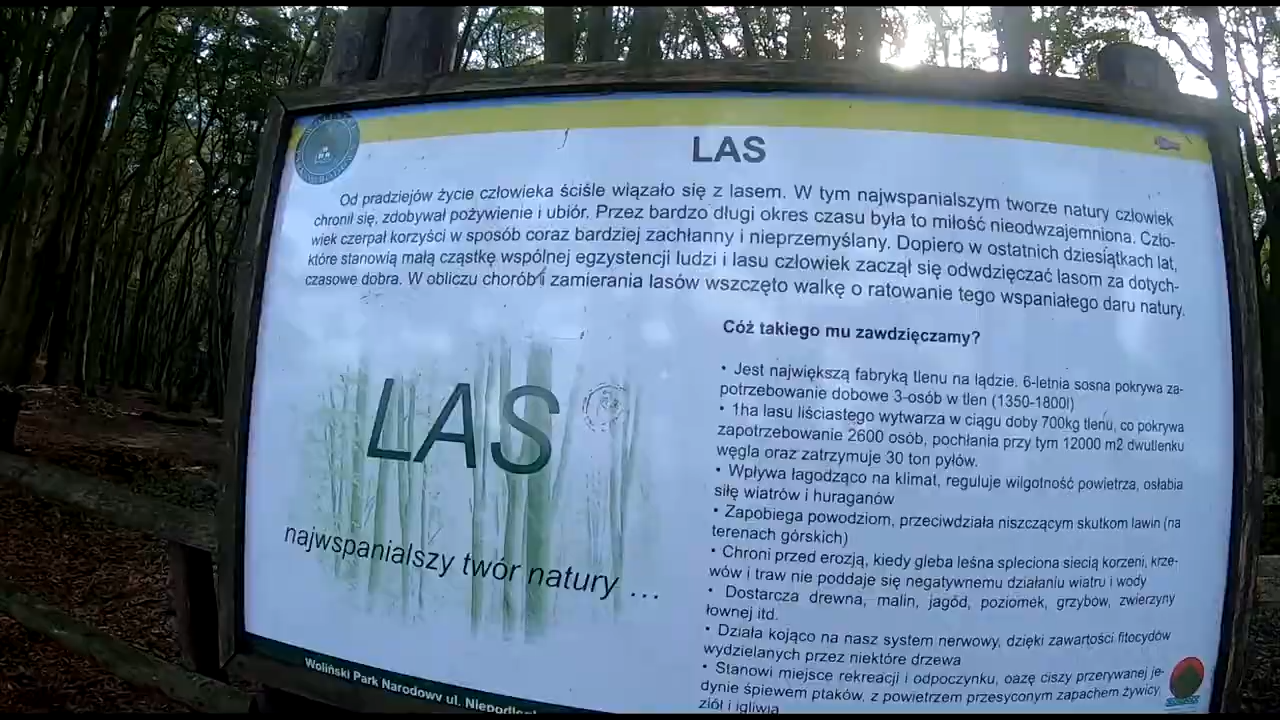 LAS
Od pradziejów życie człowieka ściśle wiązało się z lasem. W tym najwspanialszym tworze natury człowiek
chronił się, zdobywał pożywienie i ubiór. Przez bardzo długi okres czasu była to miłość nieodwzajemniona. Czło-
wiek czerpał korzyści w sposób coraz bardziej zachłanny i nieprzemyślany. Dopiero w ostatnich dziesiątkach lat,
które stanowią małą cząstkę wspólnej egzystencji ludzi i lasu człowiek zaczął się odwdzięczać lasom za dotych-
czasowe dobra. W obliczu chorób i zamierania lasów wszczęto walkę o ratowanie tego wspaniałego daru natury.
LAS
najwspanialszy twór natury ...
Cóż takiego mu zawdzięczamy?
• Jest największą fabryką tlenu na lądzie. 6-letnia sosna pokrywa za-
potrzebowanie dobowe 3-osób w tlen (1350-1800l)
• 1ha lasu liściastego wytwarza w ciągu doby 700kg tlenu, co pokrywa
zapotrzebowanie 2600 osób, pochłania przy tym 12000 m2 dwutlenku
węgla oraz zatrzymuje 30 ton pyłów.
• Wpływa łagodząco na klimat, reguluje wilgotność powietrza, osłabia
siłę wiatrów i huraganów
• Zapobiega powodziom, przeciwdziała niszczącym skutkom lawin (na
terenach górskich)
• Chroni przed erozją, kiedy gleba leśna spleciona siecią korzeni, krze-
wów i traw nie poddaje się negatywnemu działaniu wiatru i wody
• Dostarcza drewna, malin, jagód, poziomek, grzybów, zwierzyny
łownej itd.
• Działa kojąco na nasz system nerwowy, dzięki zawartości fitocydów
wydzielanych przez niektóre drzewa
• Stanowi miejsce rekreacji i odpoczynku, oazę ciszy przerywanej je-
dynie śpiewem ptaków, z powietrzem przesyconym zapachem żywicy,
ziół i igliwia
Woliński Park Narodowy ul.